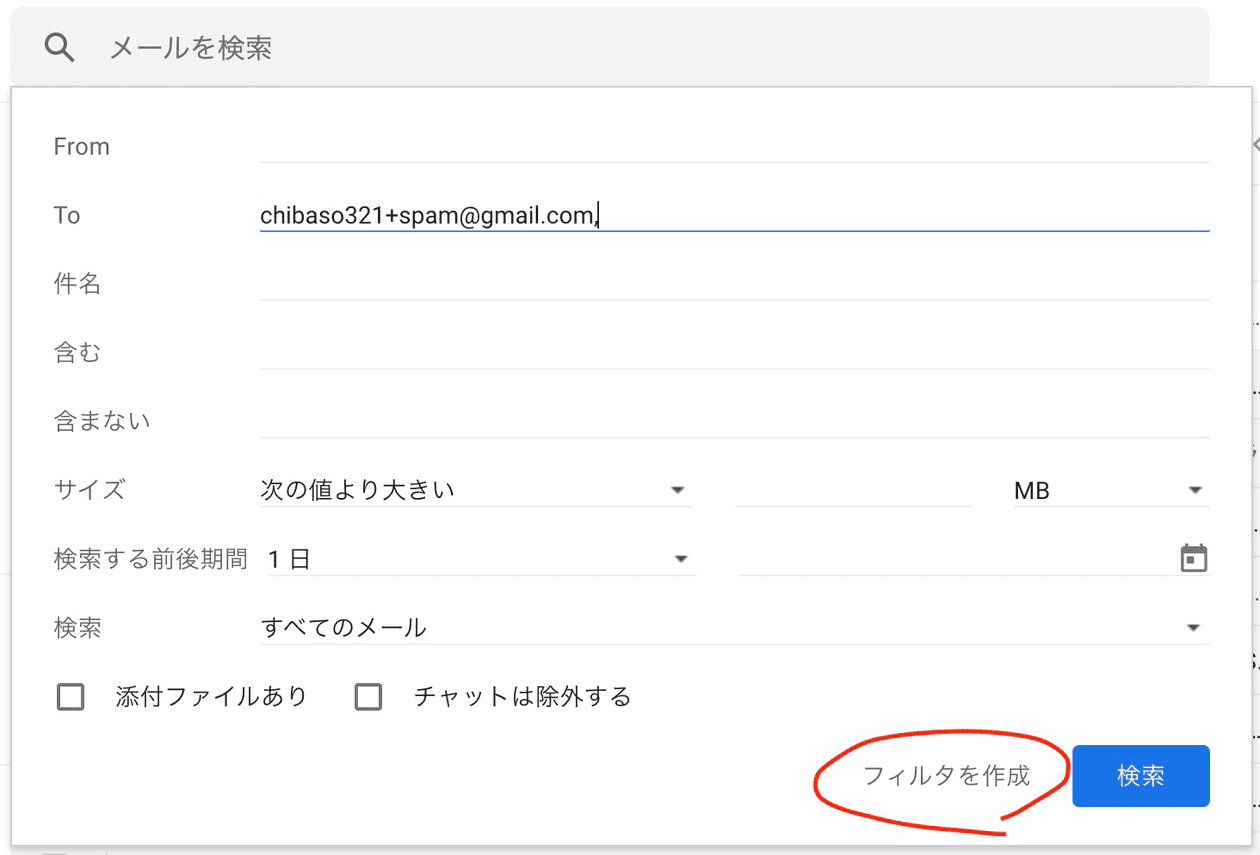 メールを検索
From
To chibaso321+spam@gmail.com,
件名
含む
含まない
サイズ 次の値より大きい MB
検索する前後期間 1 日
検索 すべてのメール
添付ファイルあり チャットは除外する
フィルタを作成 検索